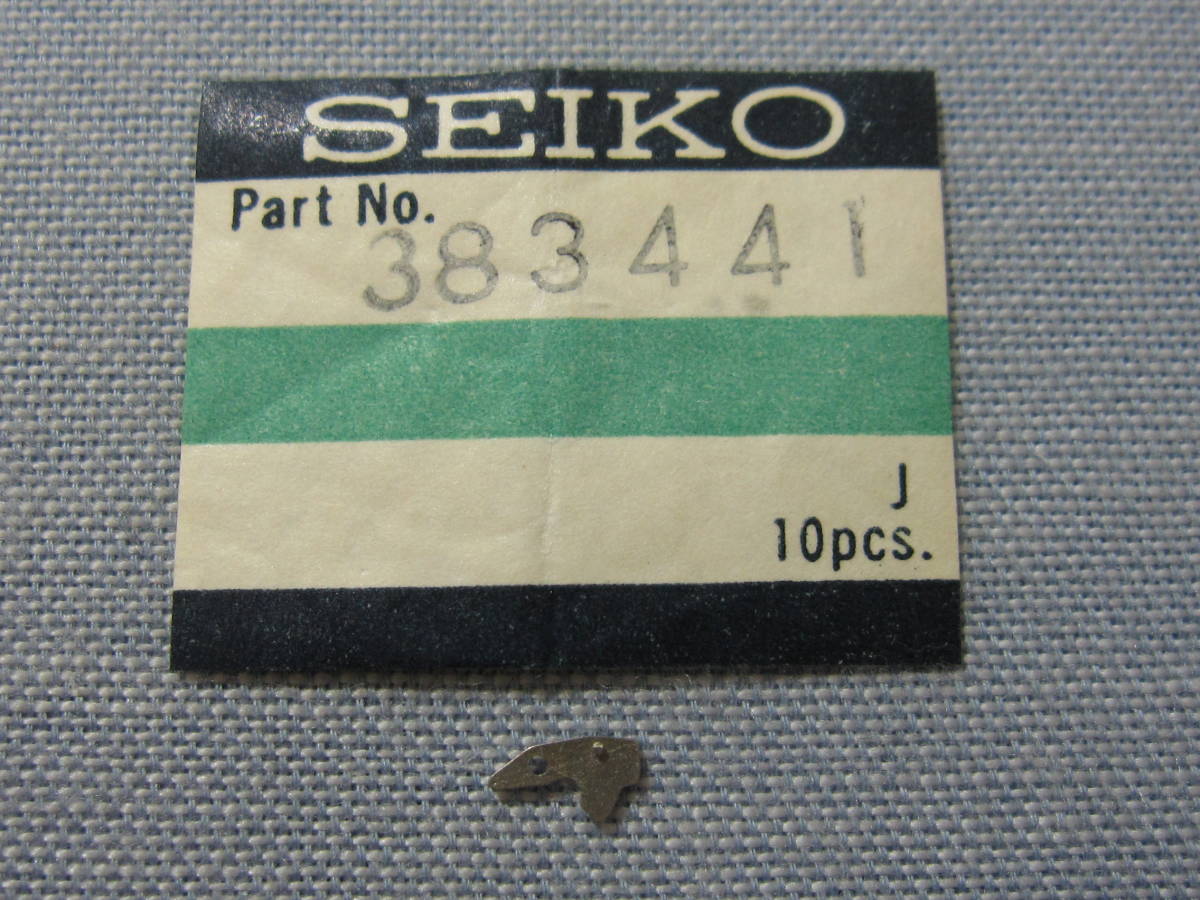 SEIKO
Part No. 383441
J
10pcs.